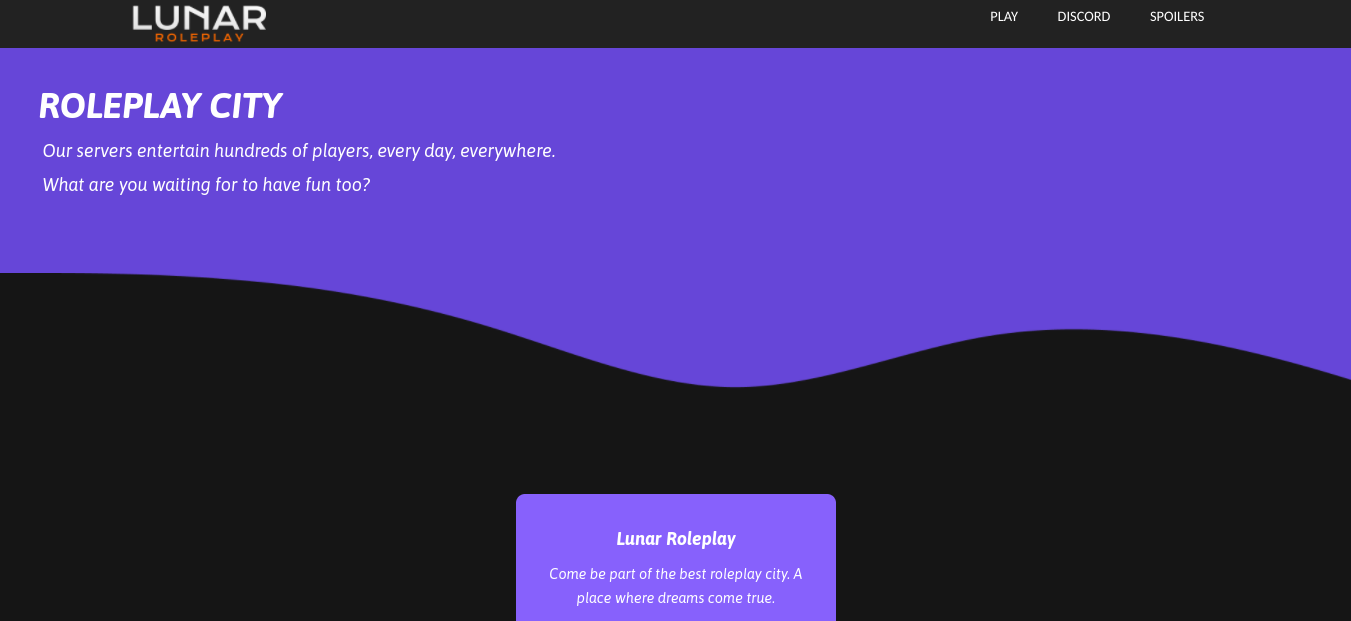 LUNAR
ROLEPLAY
PLAY DISCORD SPOILERS
ROLEPLAY CITY
Our servers entertain hundreds of players, every day, everywhere.
What are you waiting for to have fun too?
Lunar Roleplay
Come be part of the best roleplay city. A
place where dreams come true.